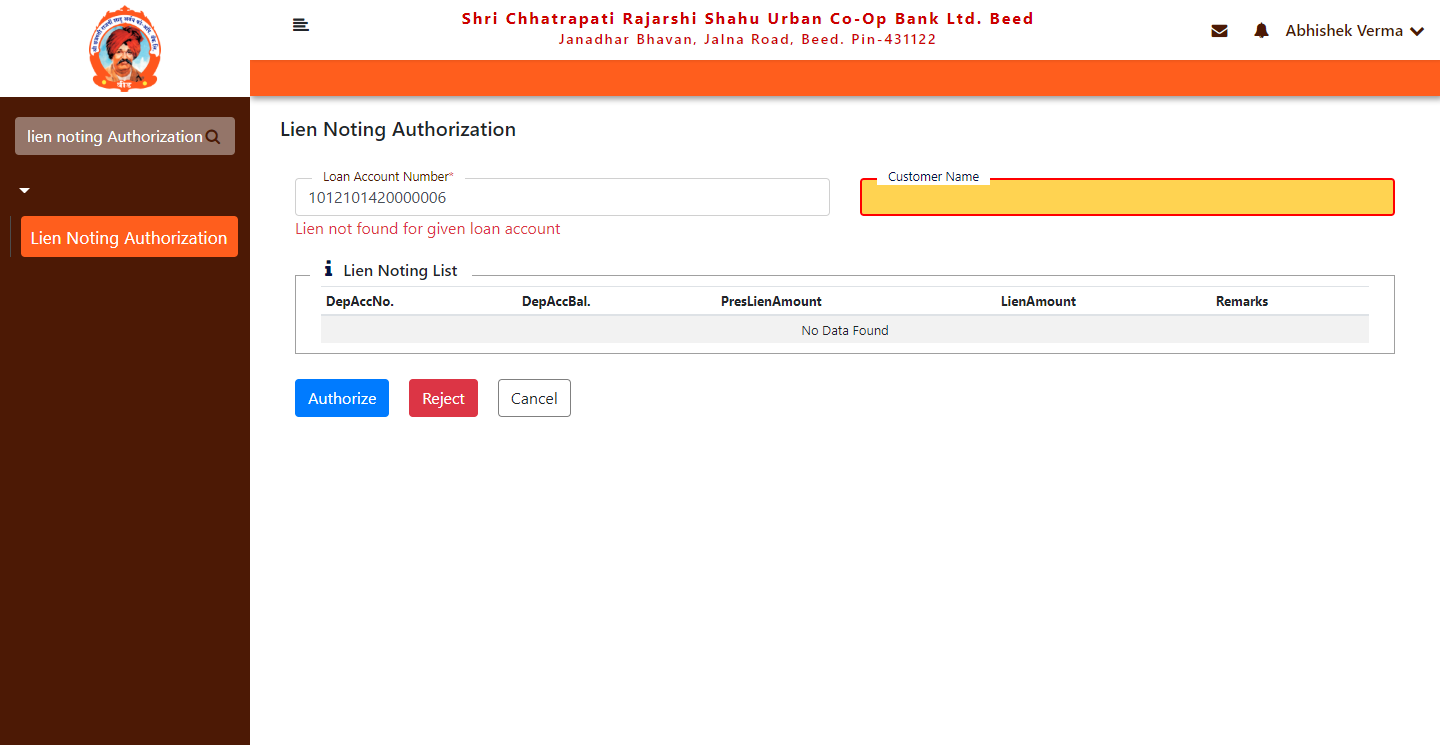 Shri Chhatrapati Rajarshi Shahu Urban Co-Op Bank Ltd. Beed
Janadhar Bhavan, Jalna Road, Beed. Pin-431122
Abhishek Verma
lien noting Authorization
Lien Noting Authorization
Lien Noting Authorization
Loan Account Number*
1012101420000006
Customer Name
Lien not found for given loan account
Lien Noting List
DepAccNo. DepAccBal. PresLienAmount LienAmount Remarks
No Data Found
Authorize Reject Cancel